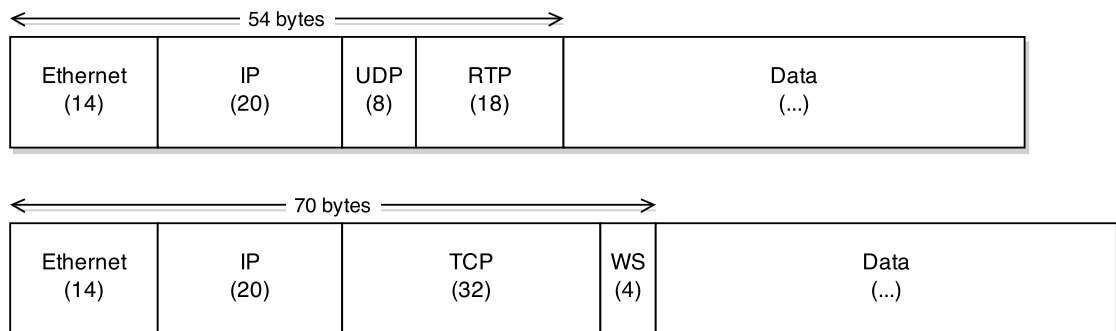 54 bytes
Ethernet
(14)
IP
(20)
UDP
(8)
RTP
(18)
Data
(...)
70 bytes
Ethernet
(14)
IP
(20)
TCP
(32)
WS
(4)
Data
(...)